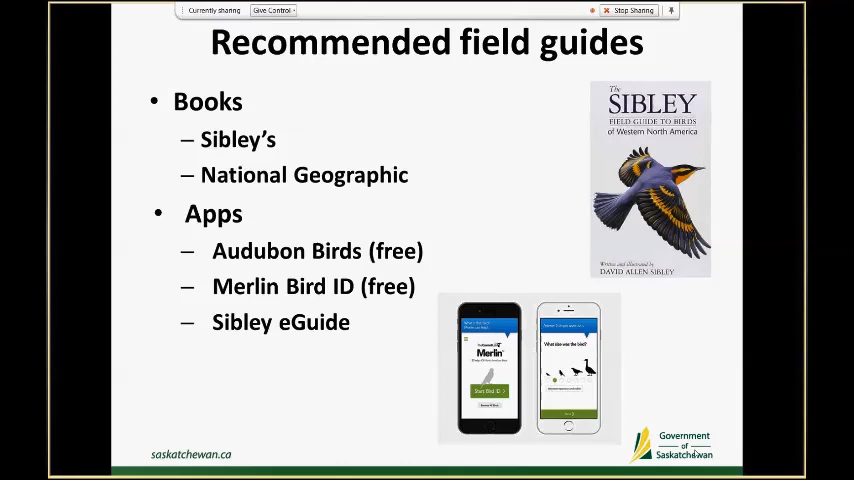 Currently sharing
Give Control
Stop Sharing
Recommended field guides
• Books
– Sibley's
– National Geographic
• Apps
– Audubon Birds (free)
– Merlin Bird ID (free)
– Sibley eGuide
The
SIBLEY
FIELD GUIDE TO BIRDS
of Western North America
Written and illustrated by
DAVID ALLEN SIBLEY
Merlin
Start Bird ID >
What size was the bird?
saskatchewan.ca
Government
of
Saskatchewan